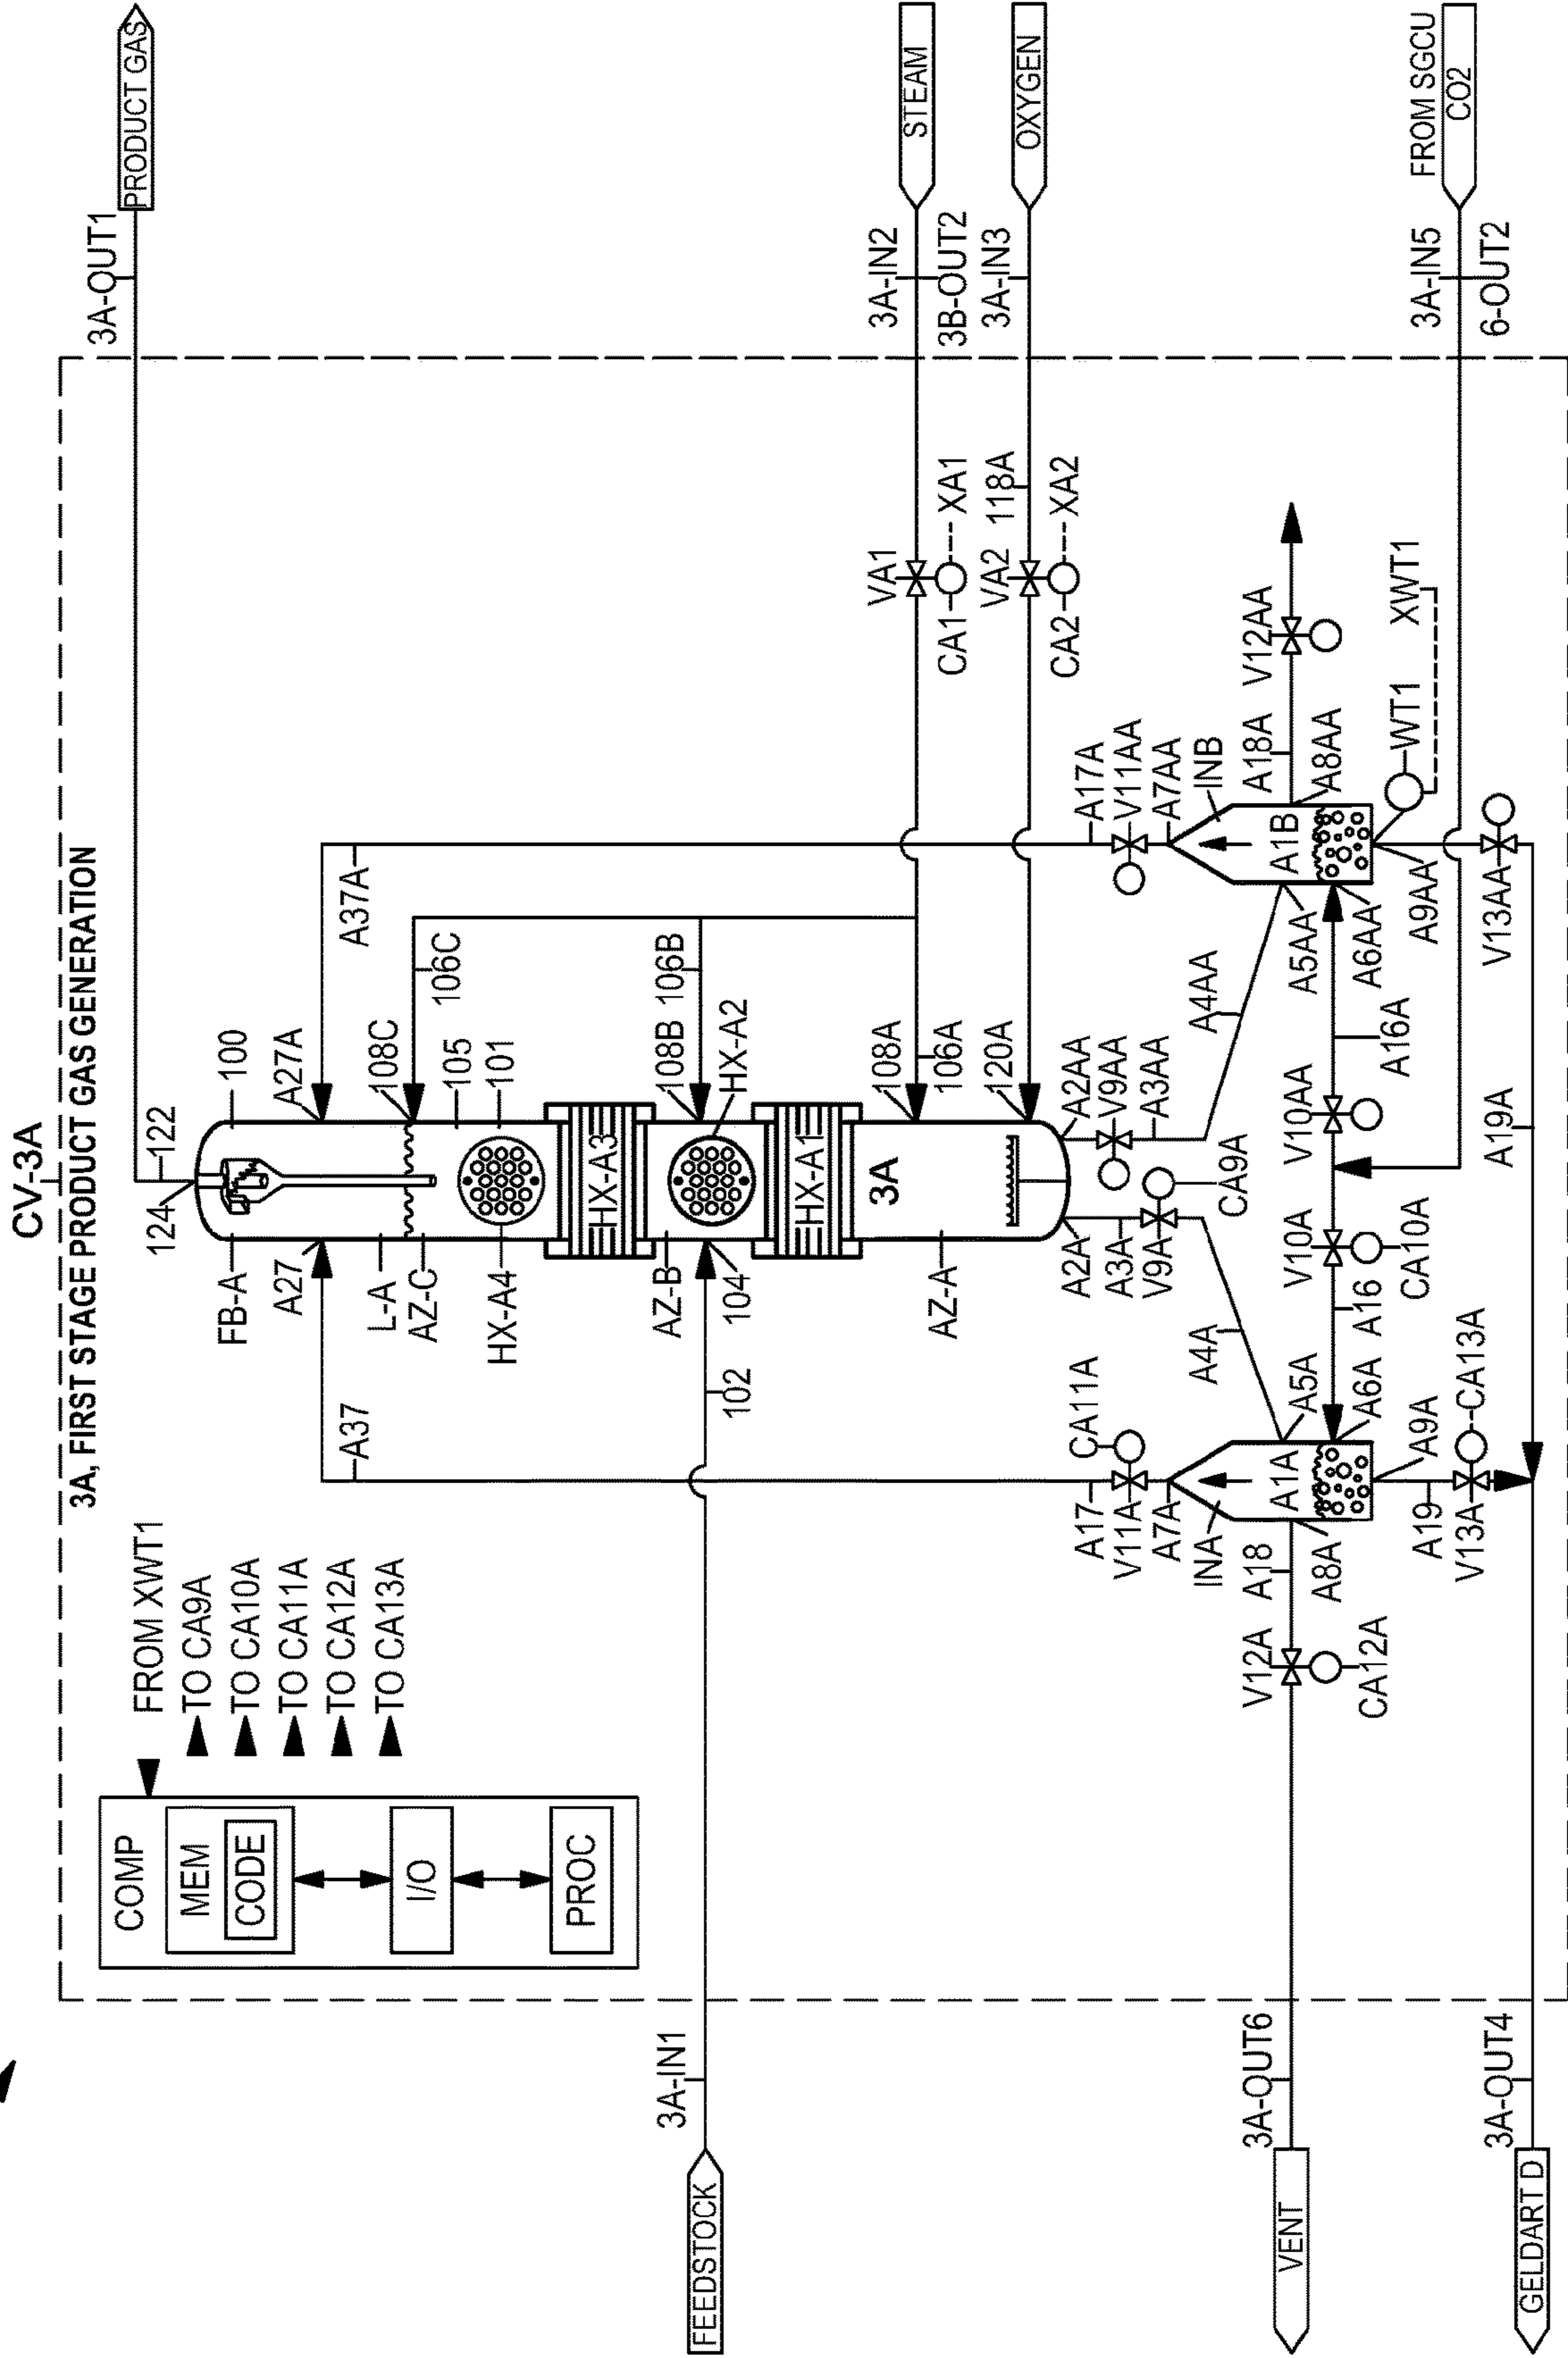 CV-3A
3A, FIRST STAGE PRODUCT GAS GENERATION
3A-OUT1
PRODUCT GAS
COMP
MEM
CODE
I/O
PROC
FROM XWT1
TO CA9A
TO CA10A
TO CA11A
TO CA12A
TO CA13A
124
122
FB-A
100
A27
A27A
A37
A37A
L-A
108C
AZ-C
106C
105
HX-A4
101
HX-A3
AZ-B
108B
106B
104
HX-A2
102
HX-A1
3A
AZ-A
108A
106A
120A
3A-IN1
FEEDSTOCK
3A-IN2
STEAM
3B-OUT2
3A-IN3
OXYGEN
VA1
CA1
XA1
VA2
118A
CA2
XA2
A2A
A2AA
A3A
V9AA
V9A
A3AA
CA9A
A4A
A4AA
A17
CA11A
V11A
A7A
INA
A17A
V11AA
A7AA
INB
A18
V12A
CA12A
A8A
A1A
A5A
A6A
A16
V10A
CA10A
V10AA
A16A
A5AA
A6AA
A1B
A18A
V12AA
A8AA
A9A
A19
V13A
CA13A
A9AA
V13AA
A19A
WT1
XWT1
3A-IN5
FROM SGCU
CO2
6-OUT2
3A-OUT6
VENT
3A-OUT4
GELDART D